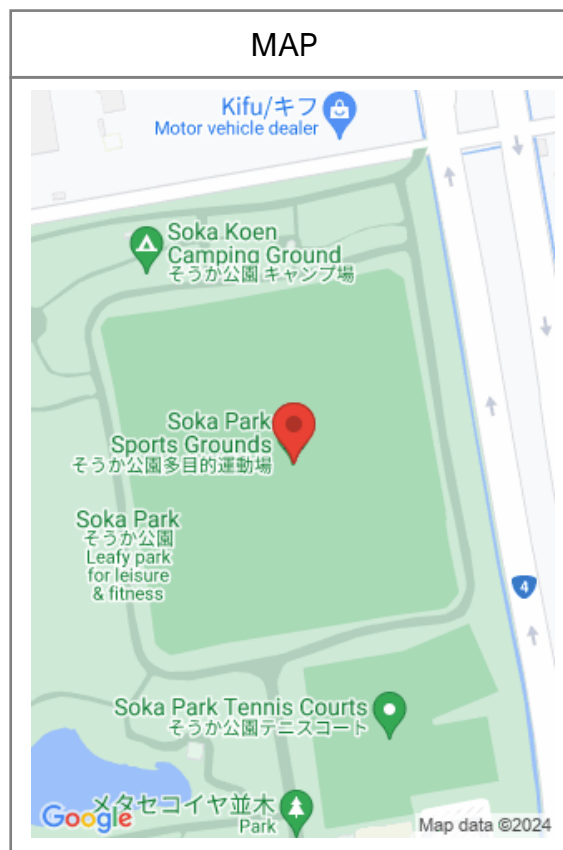 MAP
Kifu/キフ
Motor vehicle dealer
Soka Koen
Camping Ground
そうか公園 キャンプ場
Soka Park
Sports Grounds
そうか公園多目的運動場
Soka Park
そうか公園
Leafy park
for leisure
& fitness
4
Soka Park Tennis Courts
そうか公園テニスコート
メタセコイヤ並木
Park
Google
Map data ©2024